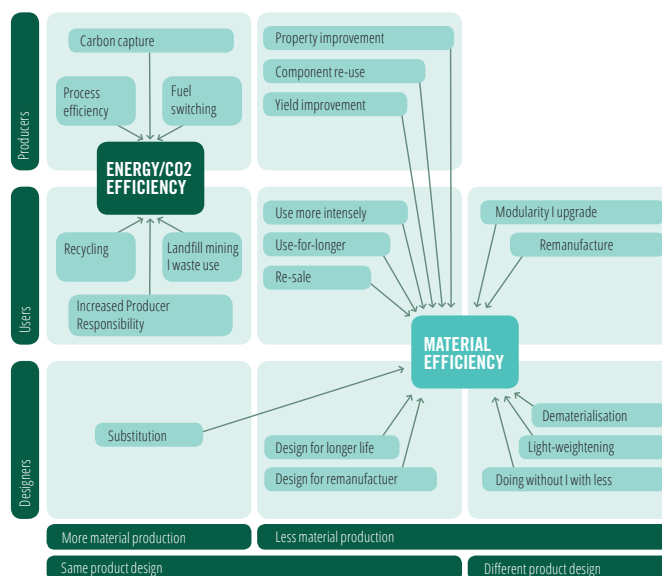 Producers
Carbon capture
Process
efficiency
Fuel
switching
ENERGY/CO2
EFFICIENCY
Property improvement
Component re-use
Yield improvement
Users
Recycling
Landfill mining
I waste use
Increased Producer
Responsibility
Use more intensely
Use-for-longer
Re-sale
Modularity I upgrade
Remanufacture
MATERIAL
EFFICIENCY
Designers
Substitution
Design for longer life
Design for remanufactuer
Dematerialisation
Light-weightening
Doing without I with less
More material production
Less material production
Same product design
Different product design